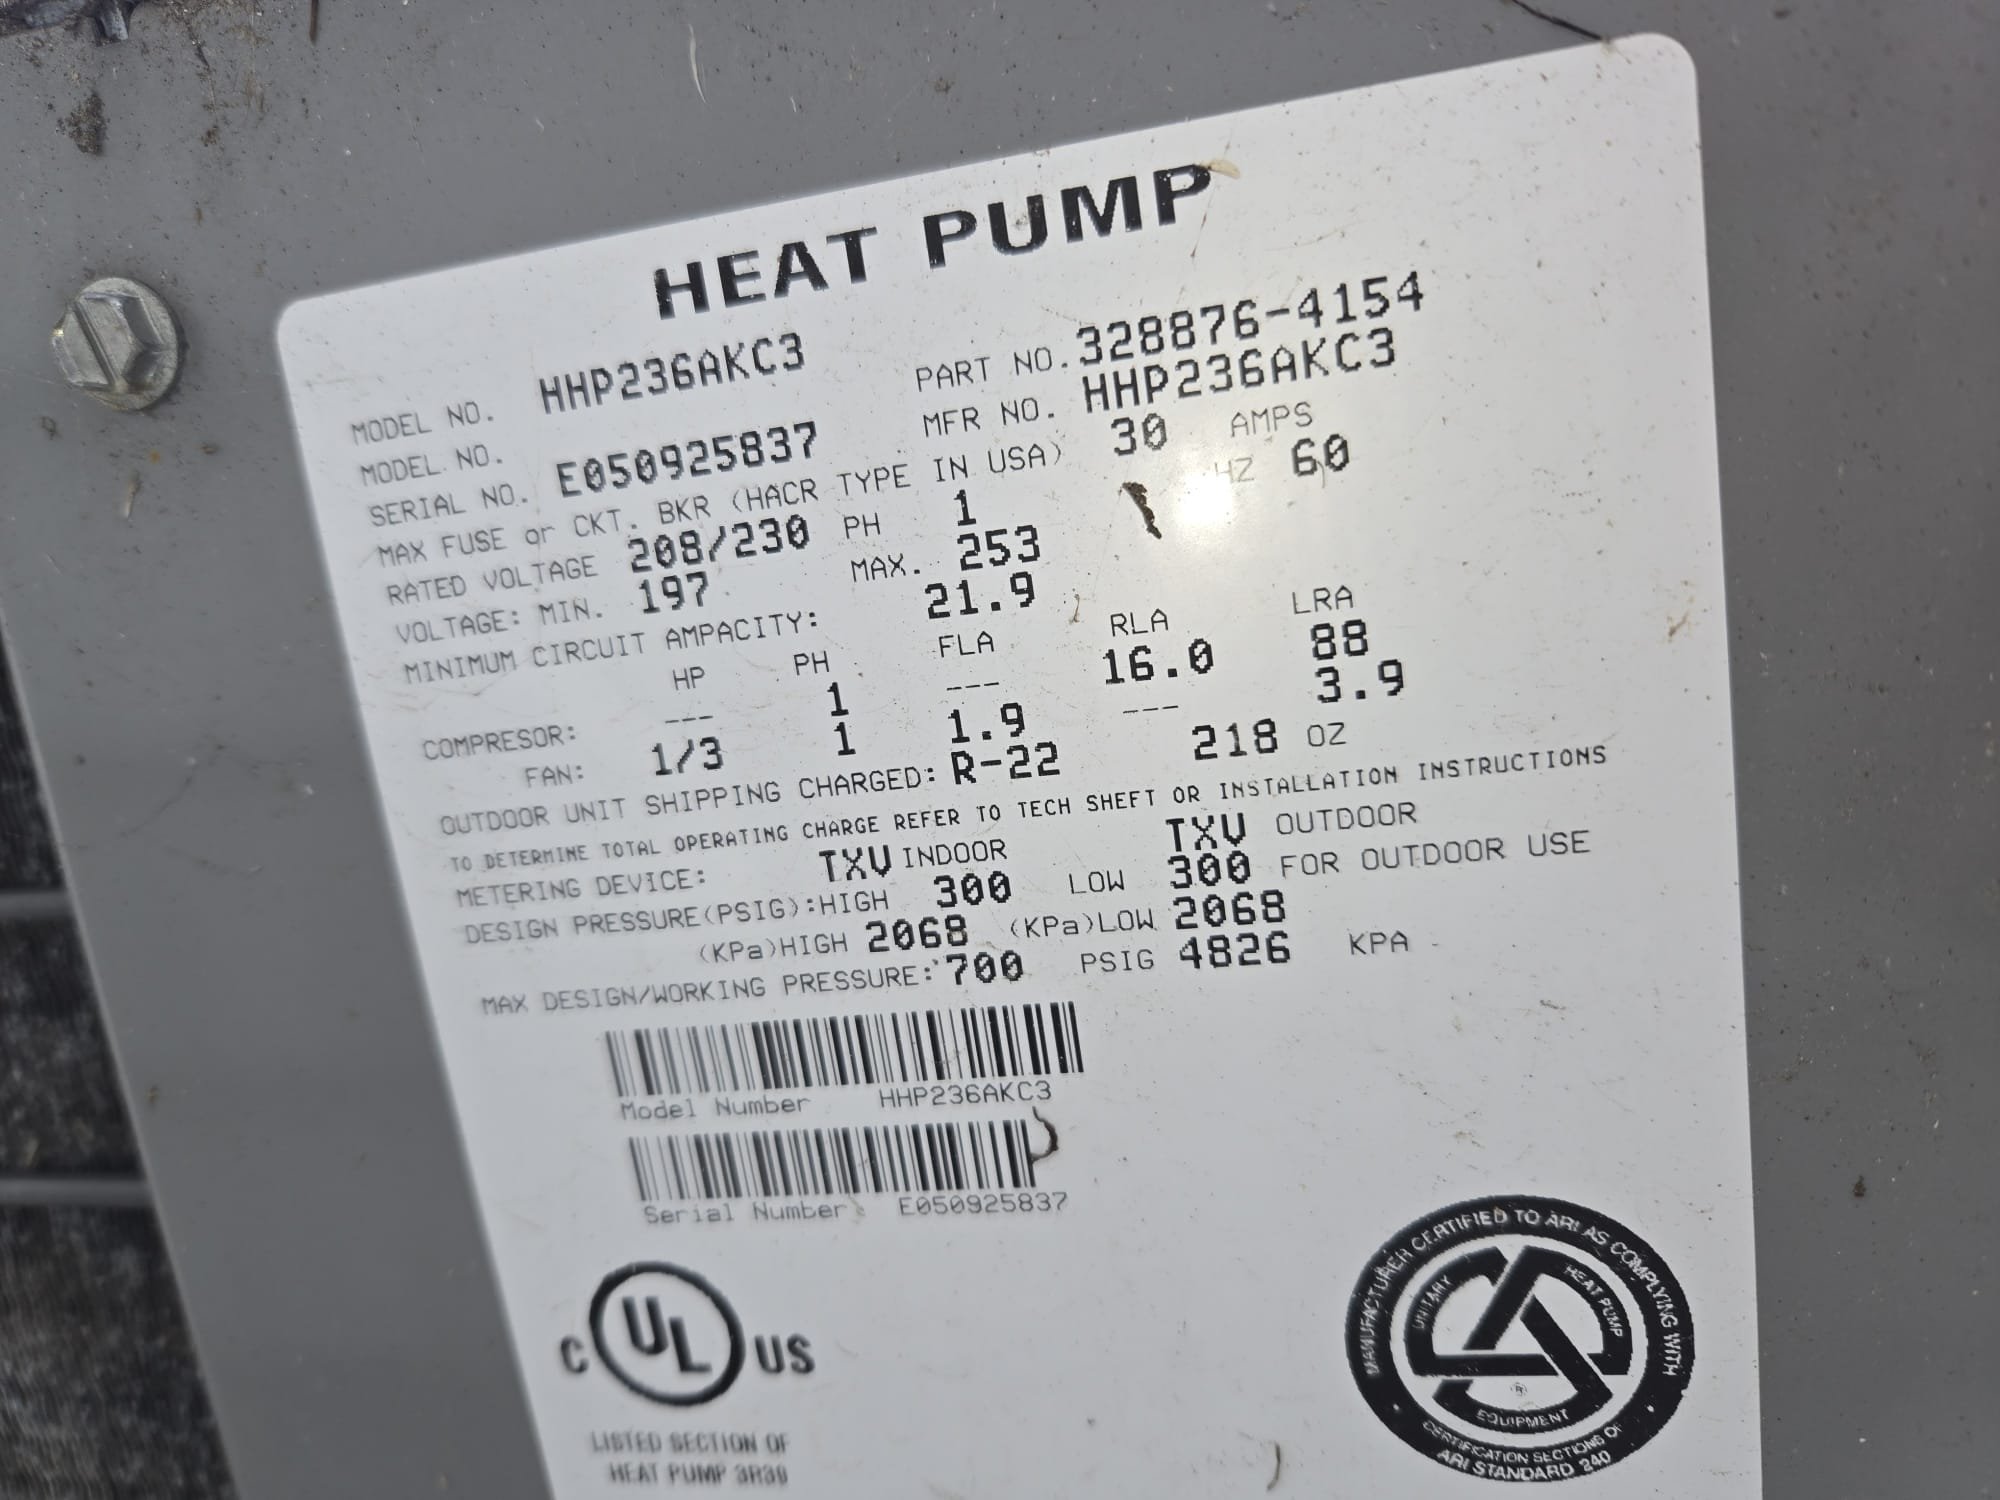 HEAT PUMP
MODEL NO. HHP236AKC3 PART NO. 328876-4154
MODEL NO. MFR NO. HHP236AKC3
SERIAL NO. E050925837
MAX FUSE or CKT. BKR (HACR TYPE IN USA) 30 AMPS
RATED VOLTAGE 208/230 PH 1 HZ 60
VOLTAGE: MIN. 197 MAX. 253
MINIMUM CIRCUIT AMPACITY: 21.9
HP PH FLA RLA LRA
COMPRESOR: --- 1 --- 16.0 88
FAN: 1/3 1 1.9 --- 3.9
OUTDOOR UNIT SHIPPING CHARGED: R-22 218 OZ
TO DETERMINE TOTAL OPERATING CHARGE REFER TO TECH SHEFT OR INSTALLATION INSTRUCTIONS
METERING DEVICE: TXV INDOOR TXV OUTDOOR
DESIGN PRESSURE(PSIG):HIGH 300 LOW 300 FOR OUTDOOR USE
(KPa)HIGH 2068 (KPa)LOW 2068
MAX DESIGN/WORKING PRESSURE: 700 PSIG 4826 KPA
Model Number HHP236AKC3
Serial Number E050925837
C UL US
LISTED SECTION OF
HEAT PUMP 3R39
MANUFACTURER CERTIFIED TO ARI AS COMPLYING WITH
UNITARY HEAT PUMP
®
EQUIPMENT
CERTIFICATION SECTIONS OF
ARI STANDARD 240